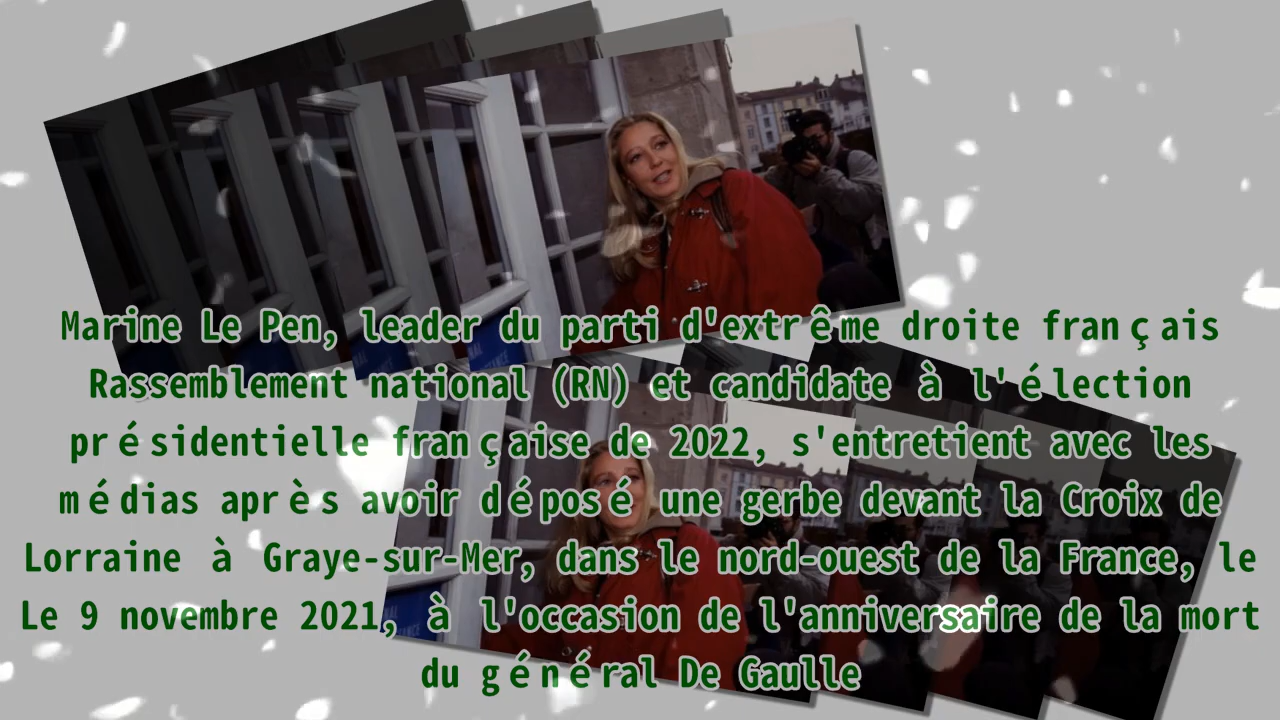 Marine Le Pen, leader du parti d'extrême droite français
Rassemblement national (RN) et candidate à l'élection
présidentielle française de 2022, s'entretient avec les
médias après avoir déposé une gerbe devant la Croix de
Lorraine à Graye-sur-Mer, dans le nord-ouest de la France, le
Le 9 novembre 2021, à l'occasion de l'anniversaire de la mort
du général De Gaulle